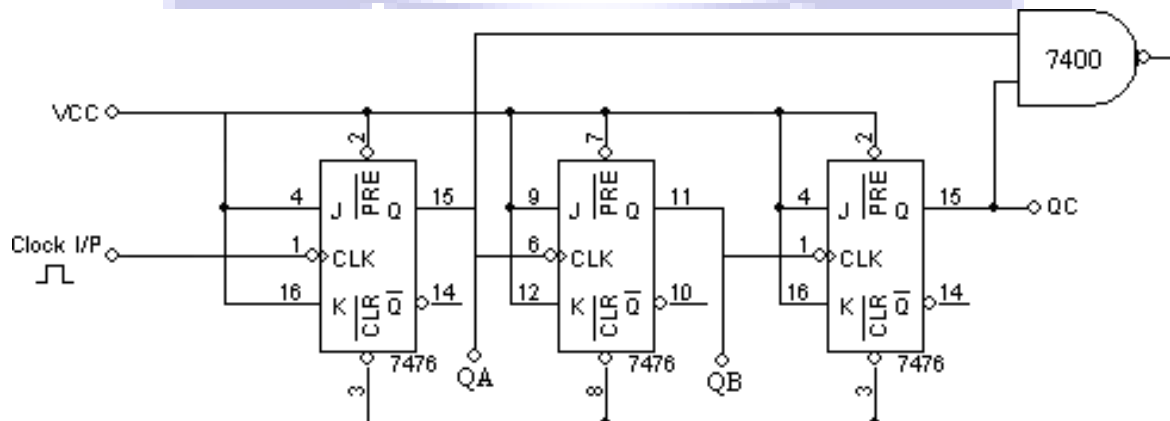 7400
VCC
2
7
2
4
J
PRE
Q
15
9
J
PRE
Q
11
4
J
PRE
Q
15
QC
Clock I/P
1
CLK
6
CLK
1
CLK
16
K
CLR
Q̅
14
12
K
CLR
Q̅
10
16
K
CLR
Q̅
14
7476
QA
7476
QB
7476
3
8
3